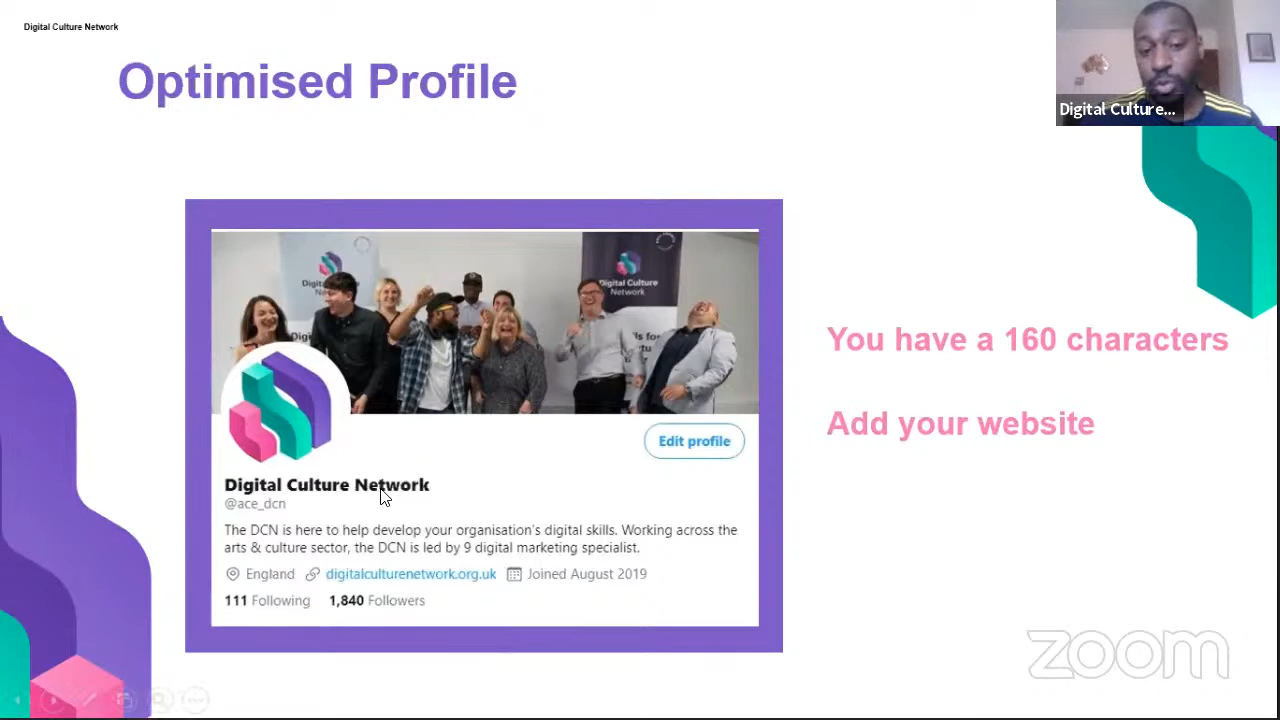 Digital Culture Network
Optimised Profile
Digital Culture...
Digital Culture
Network
Digital Culture
Network
You have a 160 characters
Add your website
Edit profile
Digital Culture Network
@ace_dcn
The DCN is here to help develop your organisation's digital skills. Working across the
arts & culture sector, the DCN is led by 9 digital marketing specialist.
England digitalculturenetwork.org.uk Joined August 2019
111 Following 1,840 Followers
zoom